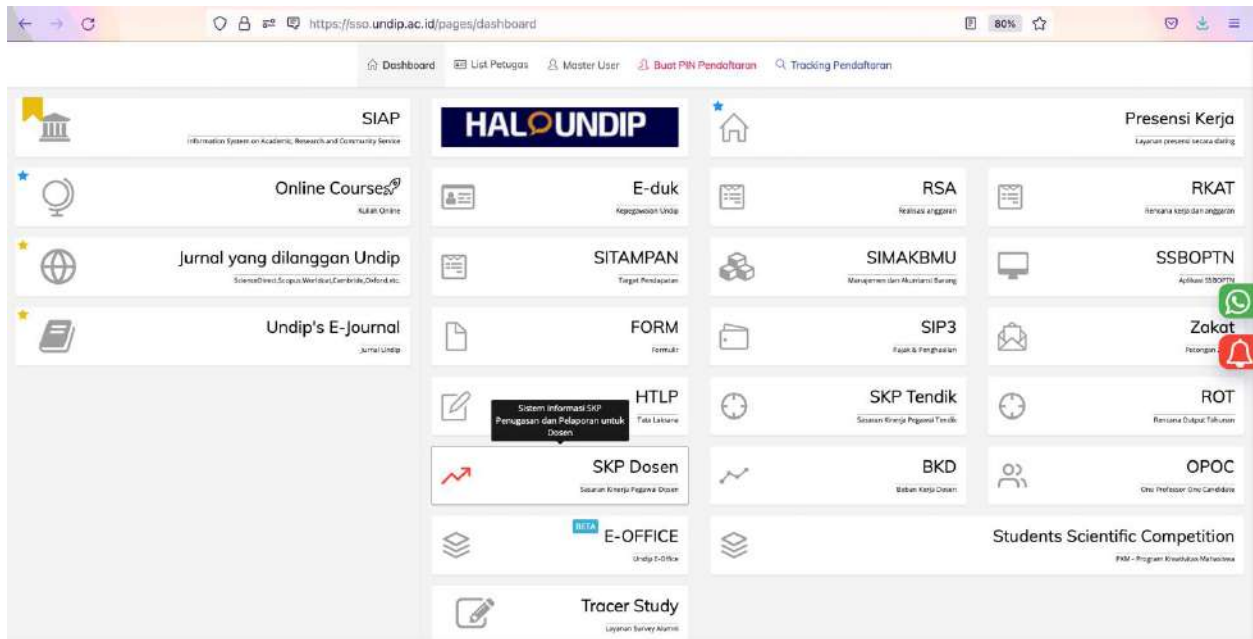 https://sso.undip.ac.id/pages/dashboard
80%
Dashboard
List Petugas
Master User
Buat PIN Pendaftaran
Tracking Pendaftaran
SIAP
Information System on Academic, Research and Community Service
HALO UNDIP
Presensi Kerja
Layanan presensi secara daring
Online Courses
Kuliah Online
E-duk
Kepegawaian Undip
RSA
Realisasi anggaran
RKAT
Rencana kerja dan anggaran
Jurnal yang dilanggan Undip
ScienceDirect,Scopus,Worldcat,Cambridge,Oxford,etc.
SITAMPAN
Target Pendapatan
SIMAKBMU
Manajemen dan Akuntansi Barang
SSBOPTN
Aplikasi SSBOPTN
Undip's E-Journal
Jurnal Undip
FORM
Formulir
SIP3
Pajak & Penghasilan
Zakat
Potongan
HTLP
Tata Laksana
Sistem Informasi SKP
Penugasan dan Pelaporan untuk
Dosen
SKP Tendik
Sasaran Kinerja Pegawai Tendik
ROT
Rencana Output Tahunan
SKP Dosen
Sasaran Kinerja Pegawai Dosen
BKD
Beban Kerja Dosen
OPOC
One Professor One Candidate
BETA
E-OFFICE
Undip E-Office
Students Scientific Competition
PKM - Program Kreativitas Mahasiswa
Tracer Study
Layanan Survey Alumni